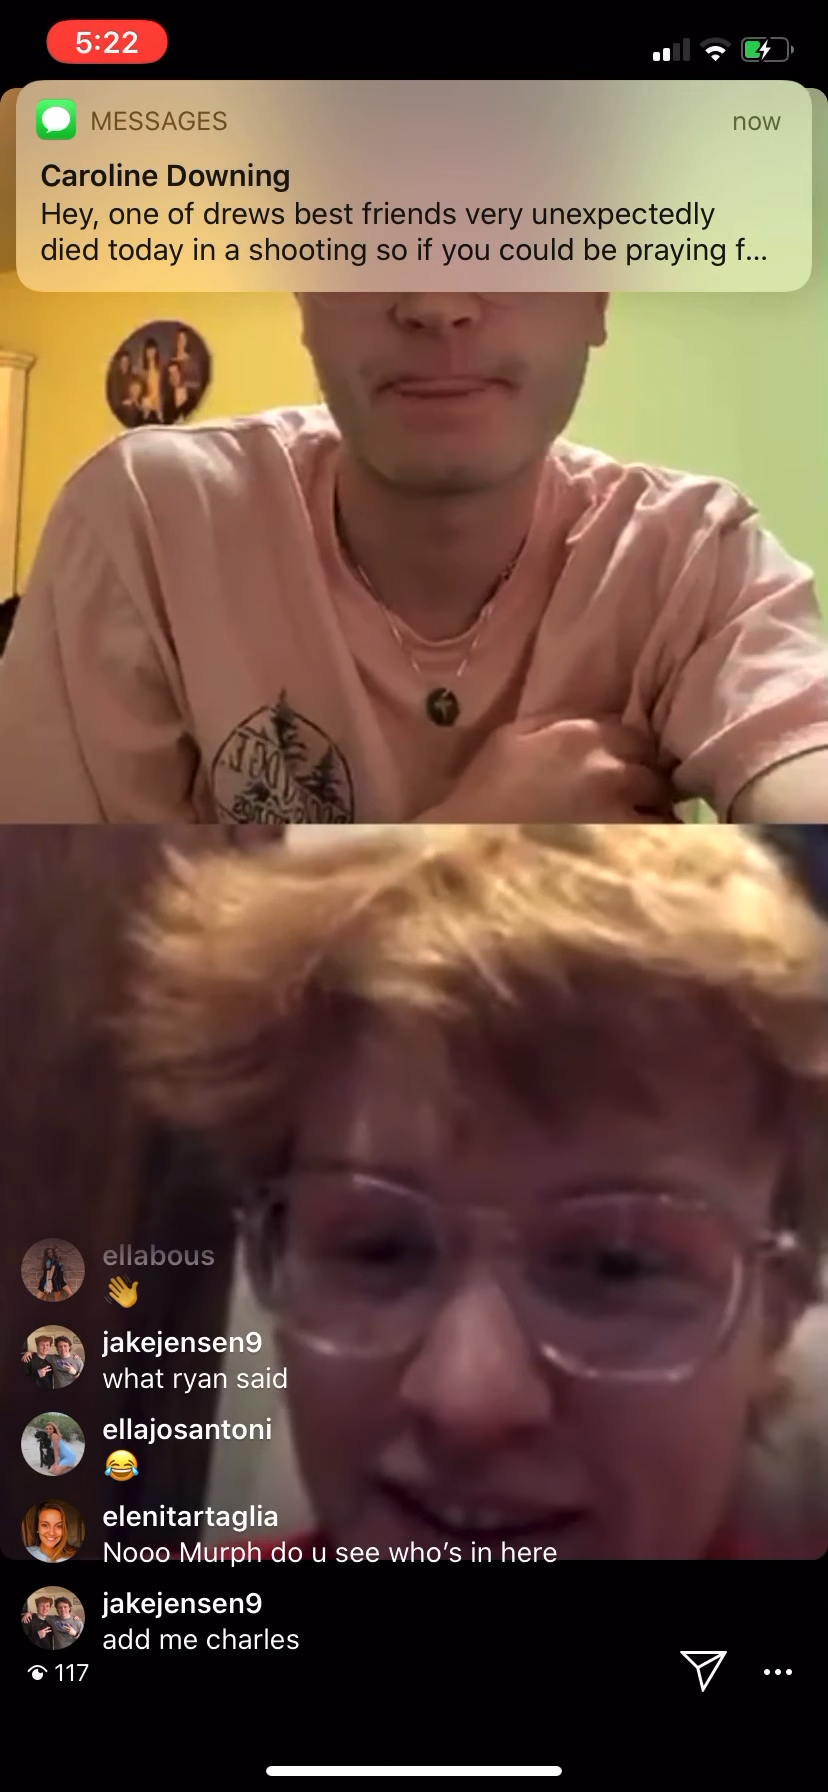 5:22
MESSAGES
now
Caroline Downing
Hey, one of drews best friends very unexpectedly
died today in a shooting so if you could be praying f...
ellabous
👋
jakejensen9
what ryan said
ellajosantoni
😂
elenitartaglia
Nooo Murph do u see who's in here
jakejensen9
add me charles
117